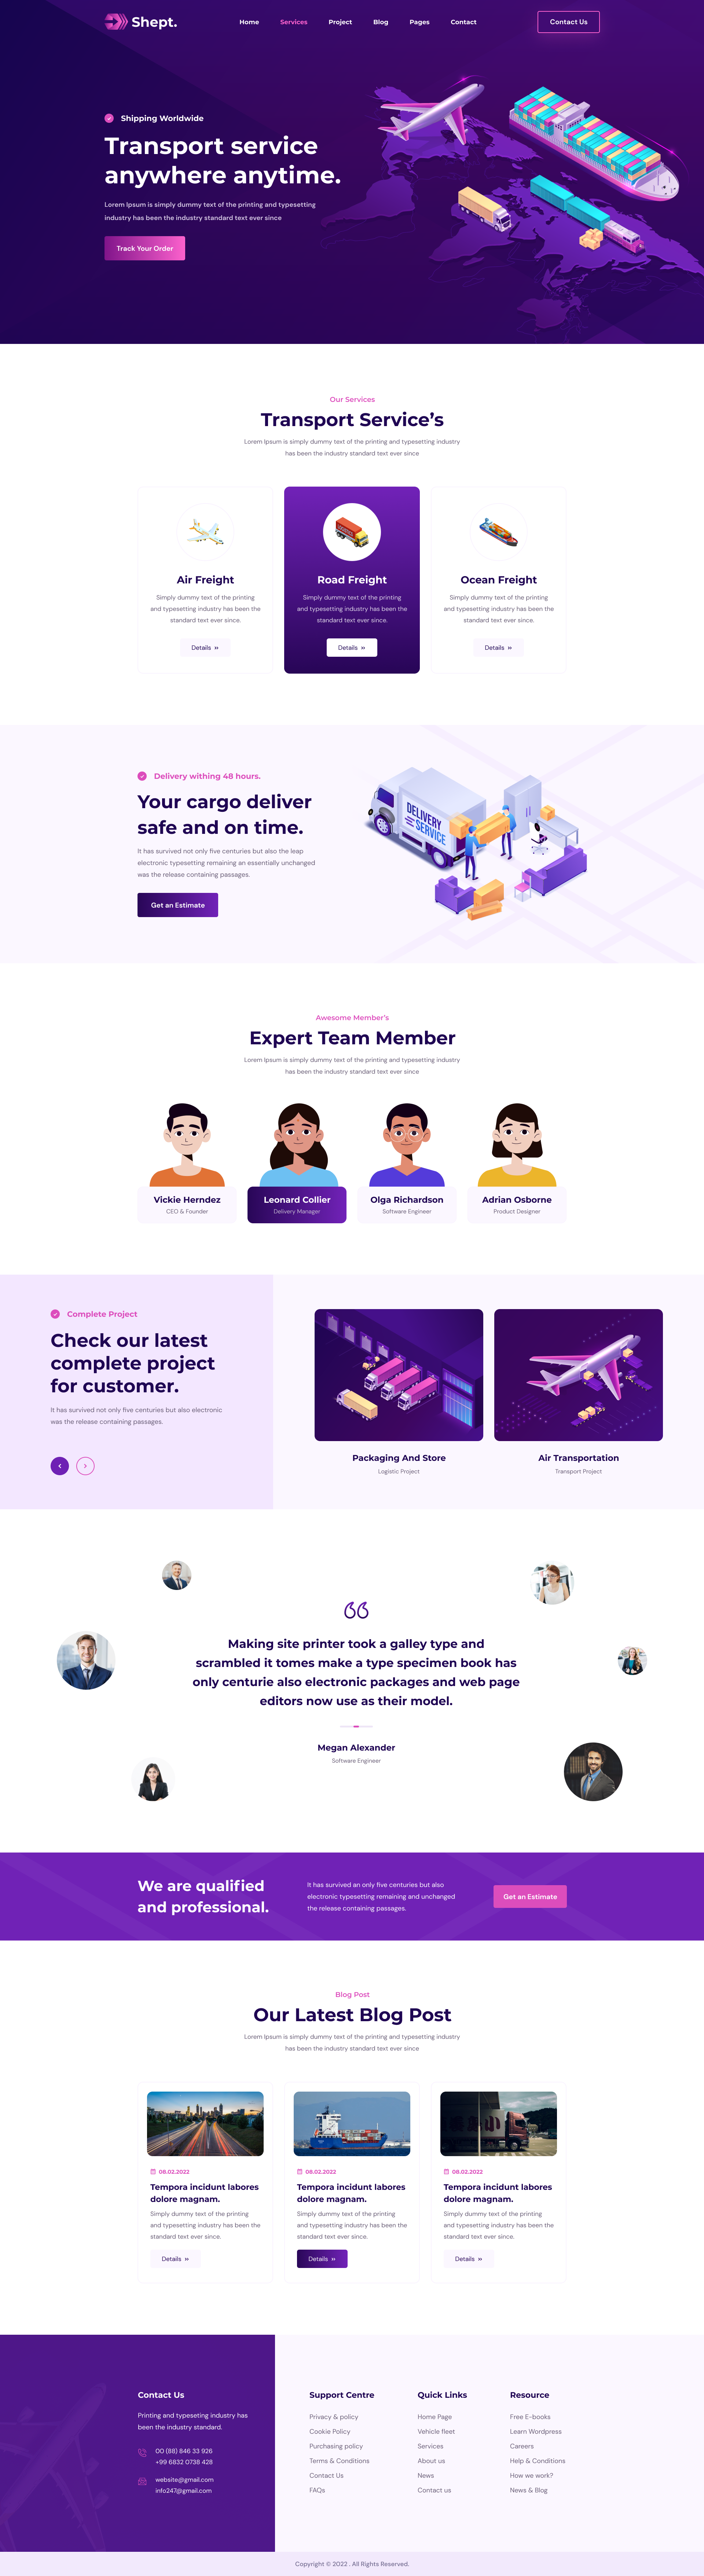 Shept.
Home Services Project Blog Pages Contact
Contact Us
Shipping Worldwide
Transport service
anywhere anytime.
Lorem Ipsum is simply dummy text of the printing and typesetting
industry has been the industry standard text ever since
Track Your Order
Our Services
Transport Service's
Lorem Ipsum is simply dummy text of the printing and typesetting industry
has been the industry standard text ever since
Air Freight
Simply dummy text of the printing
and typesetting industry has been the
standard text ever since.
Details
Road Freight
Simply dummy text of the printing
and typesetting industry has been the
standard text ever since.
Details
Ocean Freight
Simply dummy text of the printing
and typesetting industry has been the
standard text ever since.
Details
Delivery withing 48 hours.
Your cargo deliver
safe and on time.
It has survived not only five centuries but also the leap
electronic typesetting remaining an essentially unchanged
was the release containing passages.
Get an Estimate
DELIVERY
SERVICE
Awesome Member's
Expert Team Member
Lorem Ipsum is simply dummy text of the printing and typesetting industry
has been the industry standard text ever since
Vickie Herndez
CEO & Founder
Leonard Collier
Delivery Manager
Olga Richardson
Software Engineer
Adrian Osborne
Product Designer
Complete Project
Check our latest
complete project
for customer.
It has survived not only five centuries but also electronic
was the release containing passages.
Packaging And Store
Logistic Project
Air Transportation
Transport Project
Making site printer took a galley type and
scrambled it tomes make a type specimen book has
only centurie also electronic packages and web page
editors now use as their model.
Megan Alexander
Software Engineer
We are qualified
and professional.
It has survived an only five centuries but also
electronic typesetting remaining and unchanged
the release containing passages.
Get an Estimate
Blog Post
Our Latest Blog Post
Lorem Ipsum is simply dummy text of the printing and typesetting industry
has been the industry standard text ever since
08.02.2022
Tempora incidunt labores
dolore magnam.
Simply dummy text of the printing
and typesetting industry has been the
standard text ever since.
Details
08.02.2022
Tempora incidunt labores
dolore magnam.
Simply dummy text of the printing
and typesetting industry has been the
standard text ever since.
Details
08.02.2022
Tempora incidunt labores
dolore magnam.
Simply dummy text of the printing
and typesetting industry has been the
standard text ever since.
Details
Contact Us
Printing and typeseting industry has
been the industry standard.
00 (88) 846 33 926
+99 6832 0738 428
website@gmail.com
info247@gmail.com
Support Centre
Privacy & policy
Cookie Policy
Purchasing policy
Terms & Conditions
Contact Us
FAQs
Quick Links
Home Page
Vehicle fleet
Services
About us
News
Contact us
Resource
Free E-books
Learn Wordpress
Careers
Help & Conditions
How we work?
News & Blog
Copyright © 2022 . All Rights Reserved.